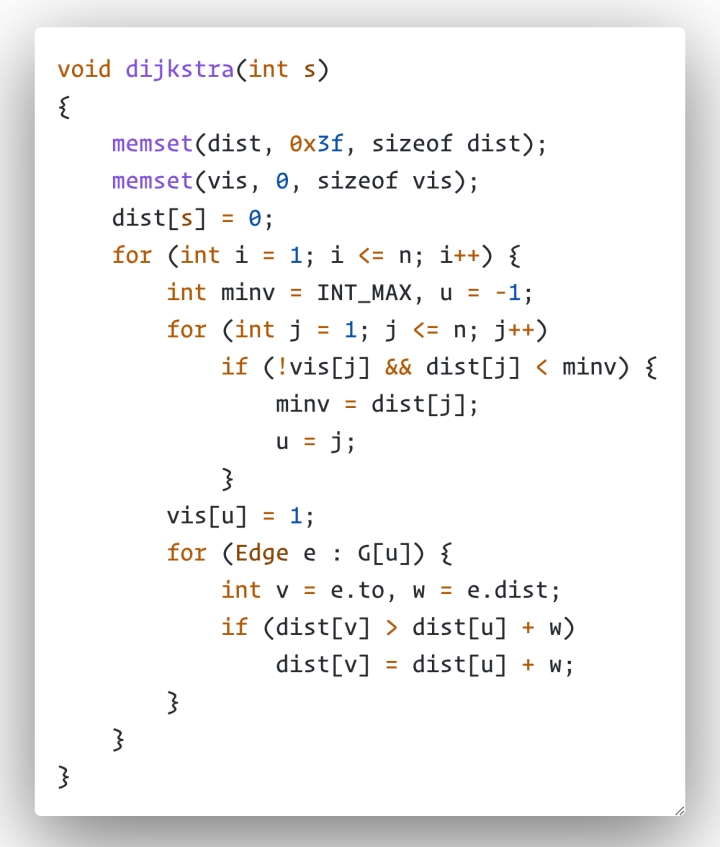 void dijkstra(int s)
{
    memset(dist, 0x3f, sizeof dist);
    memset(vis, 0, sizeof vis);
    dist[s] = 0;
    for (int i = 1; i <= n; i++) {
        int minv = INT_MAX, u = -1;
        for (int j = 1; j <= n; j++)
            if (!vis[j] && dist[j] < minv) {
                minv = dist[j];
                u = j;
            }
        vis[u] = 1;
        for (Edge e : G[u]) {
            int v = e.to, w = e.dist;
            if (dist[v] > dist[u] + w)
                dist[v] = dist[u] + w;
        }
    }
}